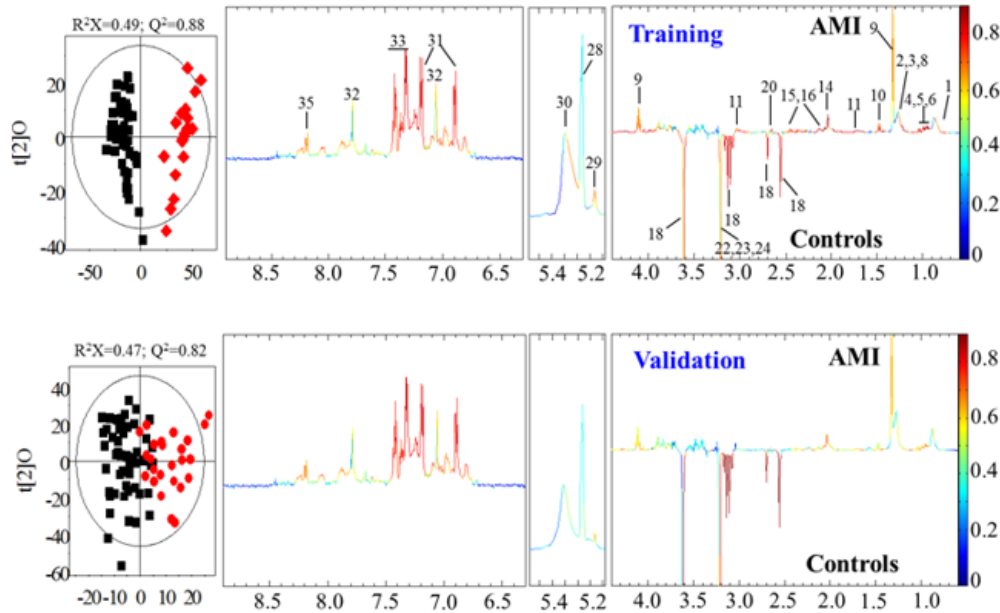 R²X=0.49; Q²=0.88
t[2]O
20
0
-20
-40
-50 0 50
35
32
33
31
32
8.5 8.0 7.5 7.0 6.5
30
28
29
5.4 5.2
Training
AMI
9
9
11
20
15,16
14
11
10
2,3,8
4,5,6
1
18
18
18
18
22,23,24
Controls
4.0 3.5 3.0 2.5 2.0 1.5 1.0
0.8
0.6
0.4
0.2
0
R²X=0.47; Q²=0.82
t[2]O
40
20
0
-20
-40
-60
-20 -10 0 10 20
8.5 8.0 7.5 7.0 6.5
5.4 5.2
Validation
AMI
Controls
4.0 3.5 3.0 2.5 2.0 1.5 1.0
0.8
0.6
0.4
0.2
0